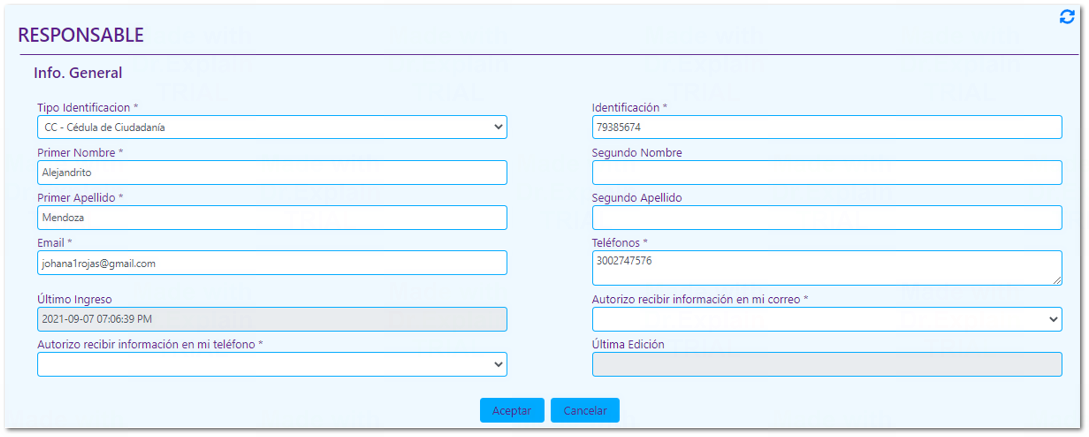 RESPONSABLE
Info. General
Tipo Identificacion *
CC - Cédula de Ciudadanía
Identificación *
79385674
Primer Nombre *
Alejandrito
Segundo Nombre
Primer Apellido *
Mendoza
Segundo Apellido
Email *
johana1rojas@gmail.com
Teléfonos *
3002747576
Último Ingreso
2021-09-07 07:06:39 PM
Autorizo recibir información en mi correo *
Autorizo recibir información en mi teléfono *
Última Edición
Aceptar
Cancelar